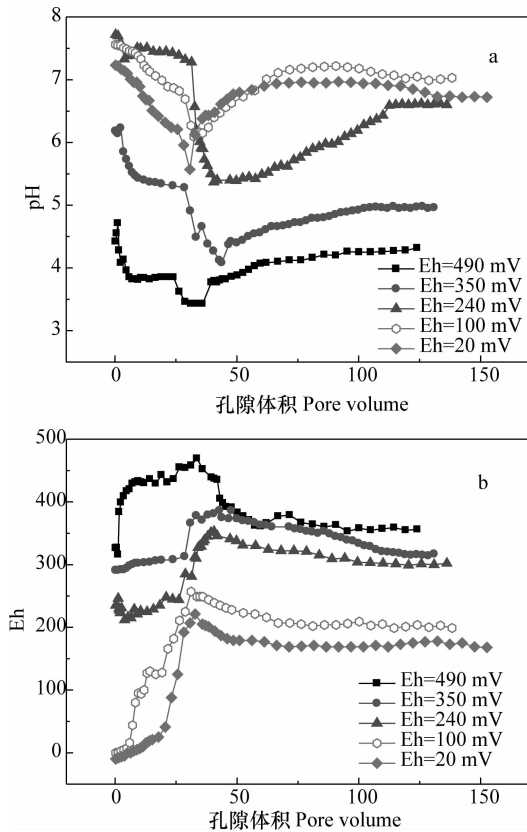 8
a
7
6
pH
5
4
Eh=490 mV
Eh=350 mV
Eh=240 mV
3
Eh=100 mV
Eh=20 mV
0
50
100
150
孔隙体积 Pore volume
500
b
400
300
Eh
200
Eh=490 mV
Eh=350 mV
100
Eh=240 mV
Eh=100 mV
0
Eh=20 mV
0
50
100
150
孔隙体积 Pore volume